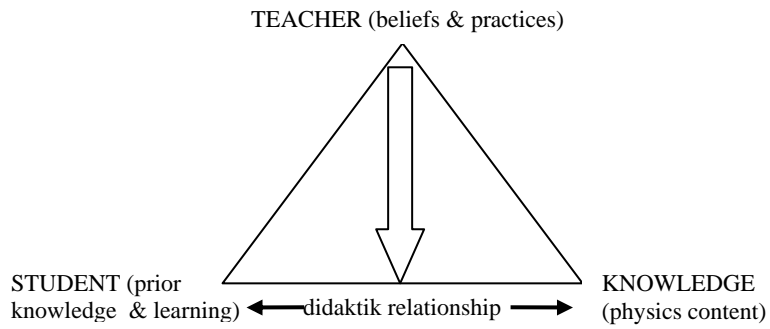 TEACHER (beliefs & practices)
STUDENT (prior
knowledge & learning)
didaktik relationship
KNOWLEDGE
(physics content)